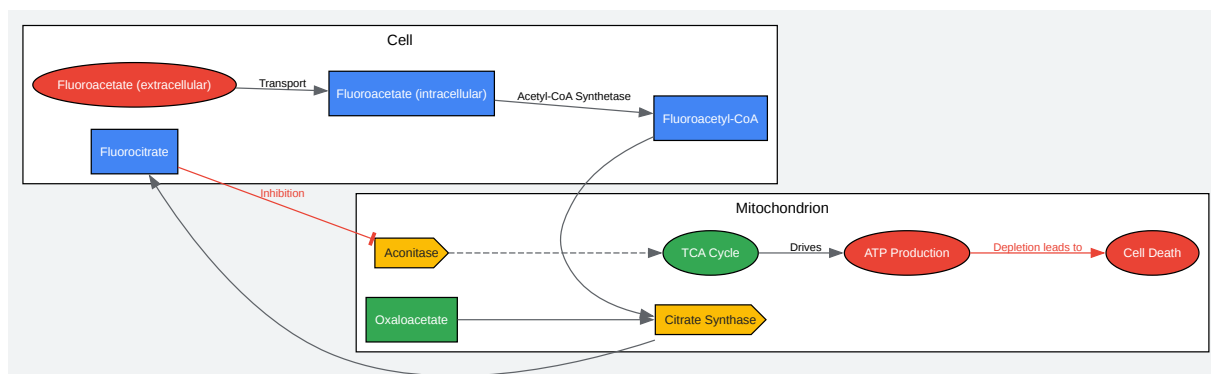 Cell
Fluoroacetate (extracellular)
Transport
Fluoroacetate (intracellular)
Acetyl-CoA Synthetase
Fluoroacetyl-CoA
Fluorocitrate
Inhibition
Mitochondrion
Aconitase
TCA Cycle
Drives
ATP Production
Depletion leads to
Cell Death
Oxaloacetate
Citrate Synthase